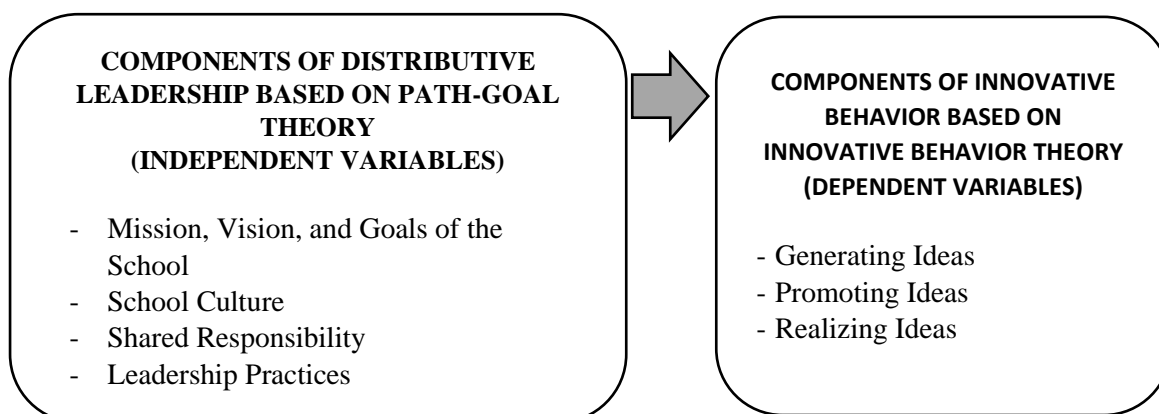 COMPONENTS OF DISTRIBUTIVE
LEADERSHIP BASED ON PATH-GOAL
THEORY
(INDEPENDENT VARIABLES)
- Mission, Vision, and Goals of the
School
- School Culture
- Shared Responsibility
- Leadership Practices
COMPONENTS OF INNOVATIVE
BEHAVIOR BASED ON
INNOVATIVE BEHAVIOR THEORY
(DEPENDENT VARIABLES)
- Generating Ideas
- Promoting Ideas
- Realizing Ideas